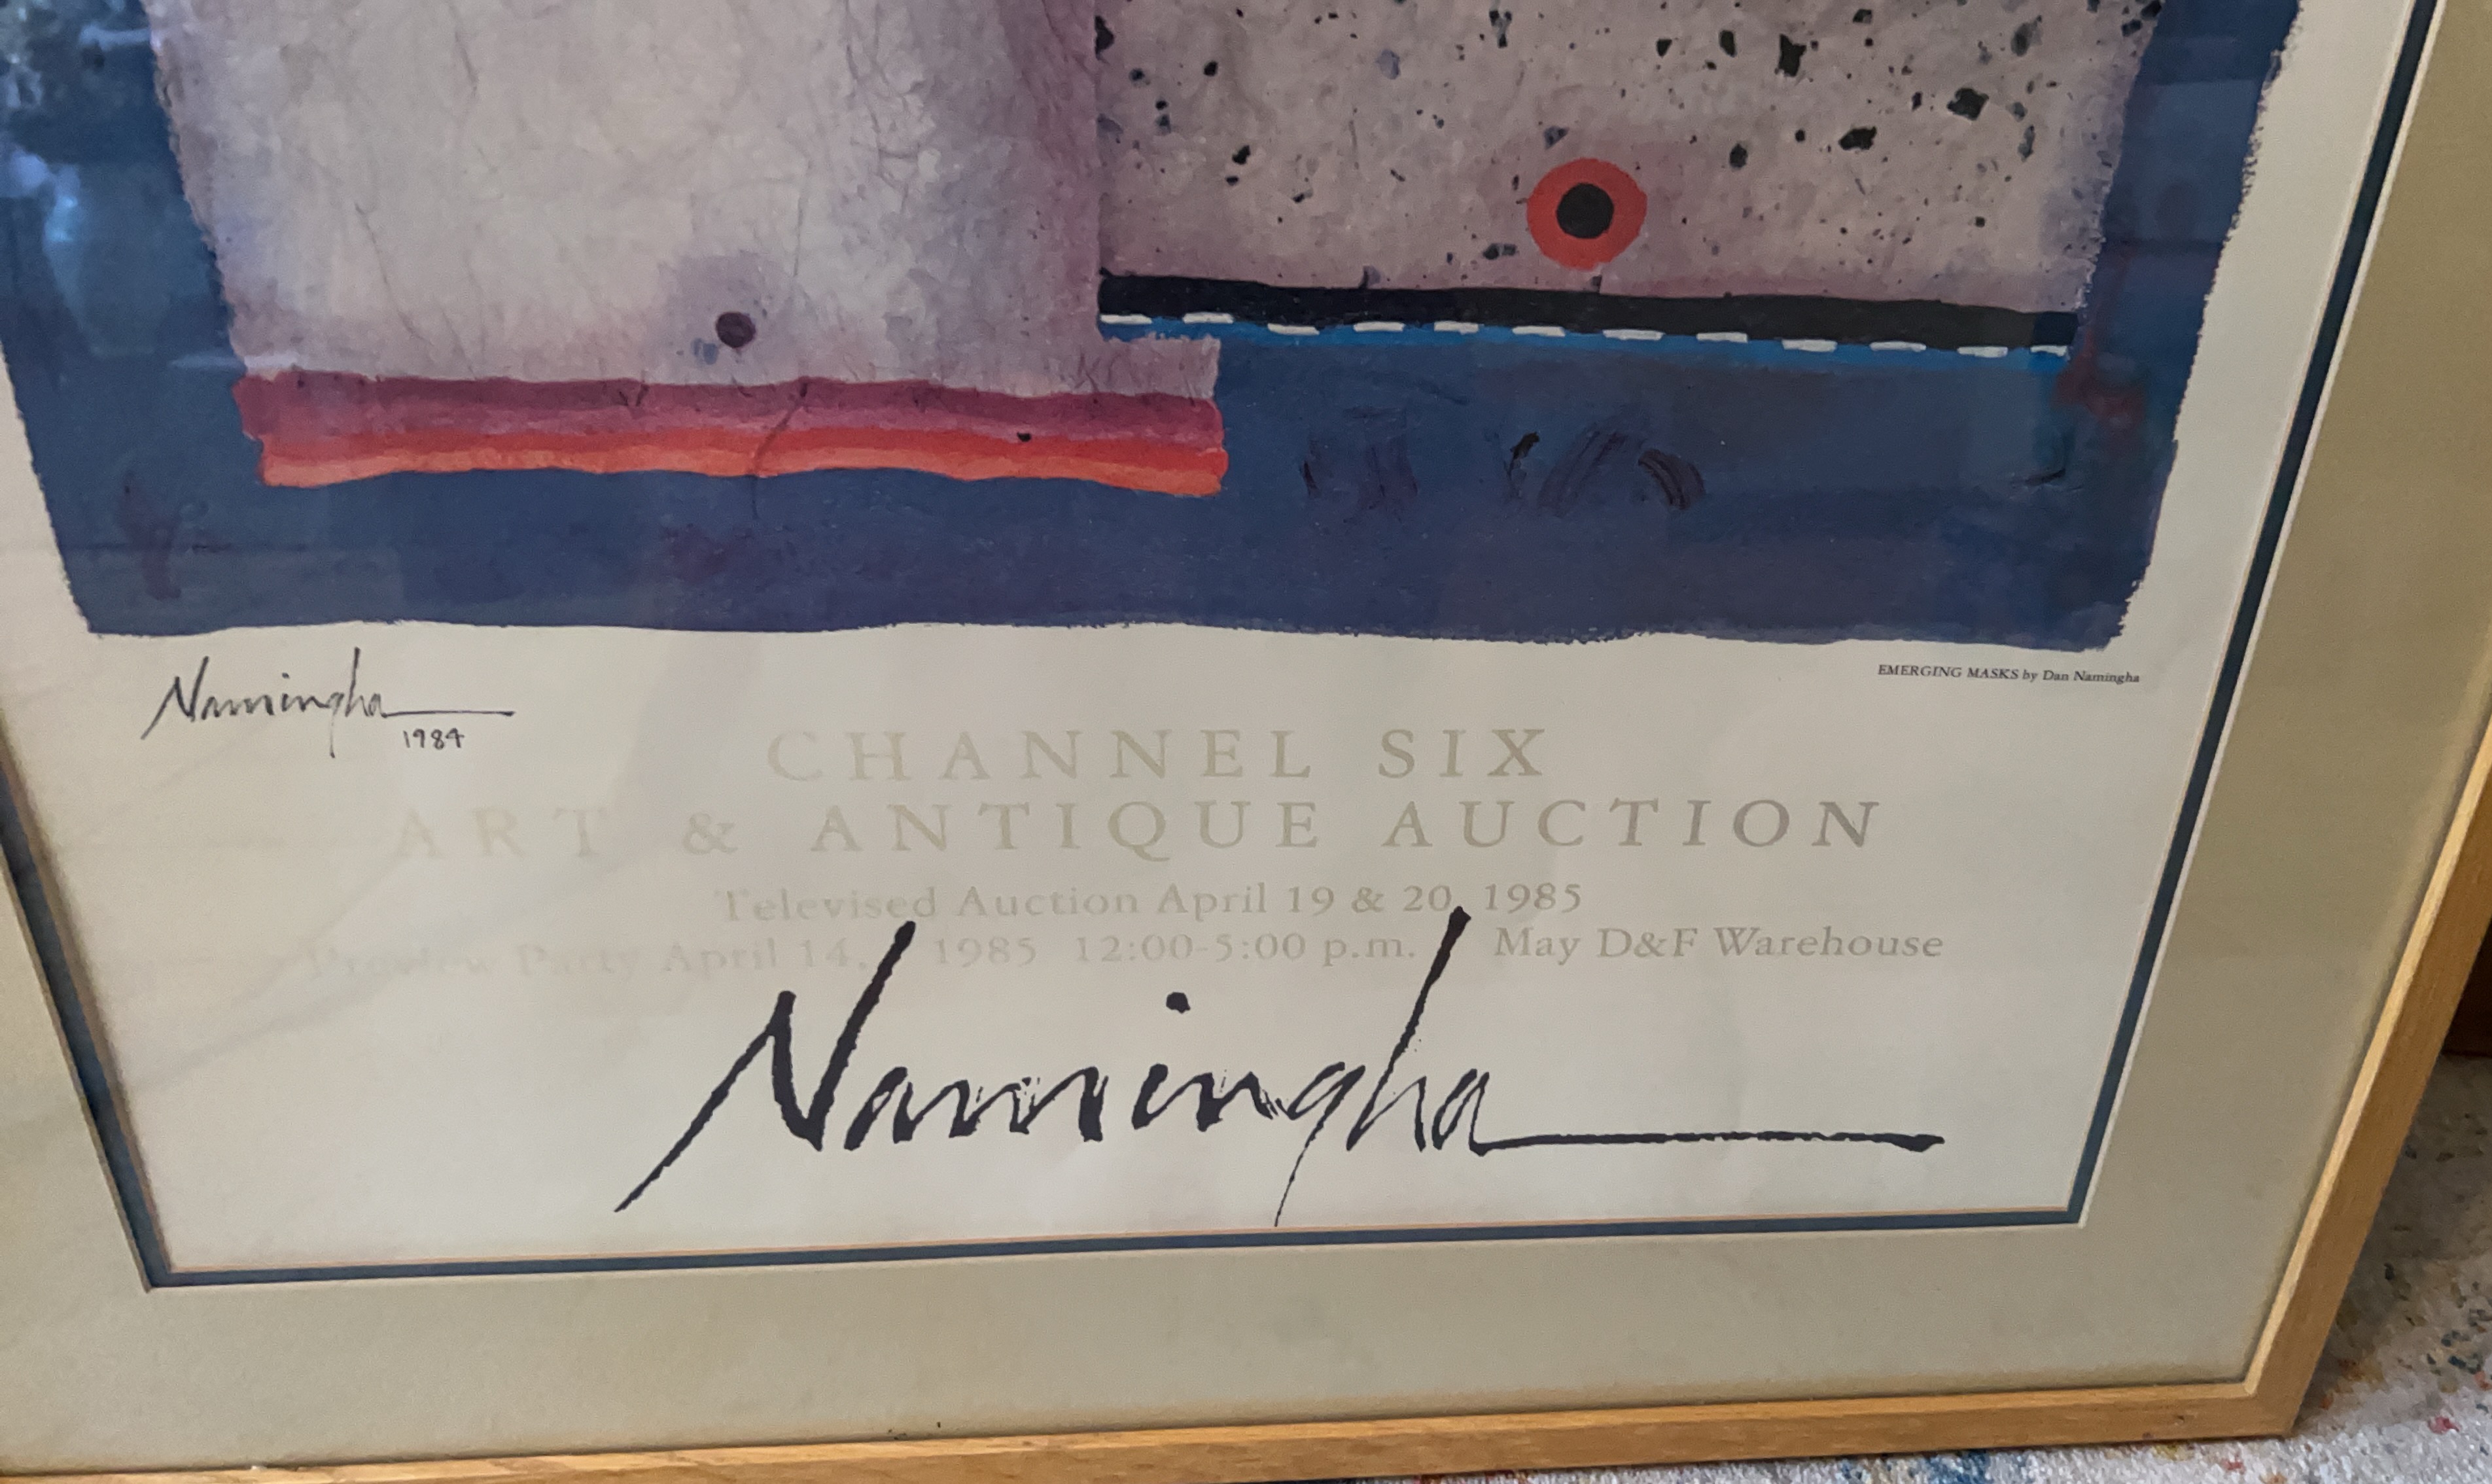 Namingha
1984
EMERGING MASKS by Dan Namingha
CHANNEL SIX
ART & ANTIQUE AUCTION
Televised Auction April 19 & 20, 1985
Preview Party April 14, 1985 12:00-5:00 p.m. May D&F Warehouse
Namingha